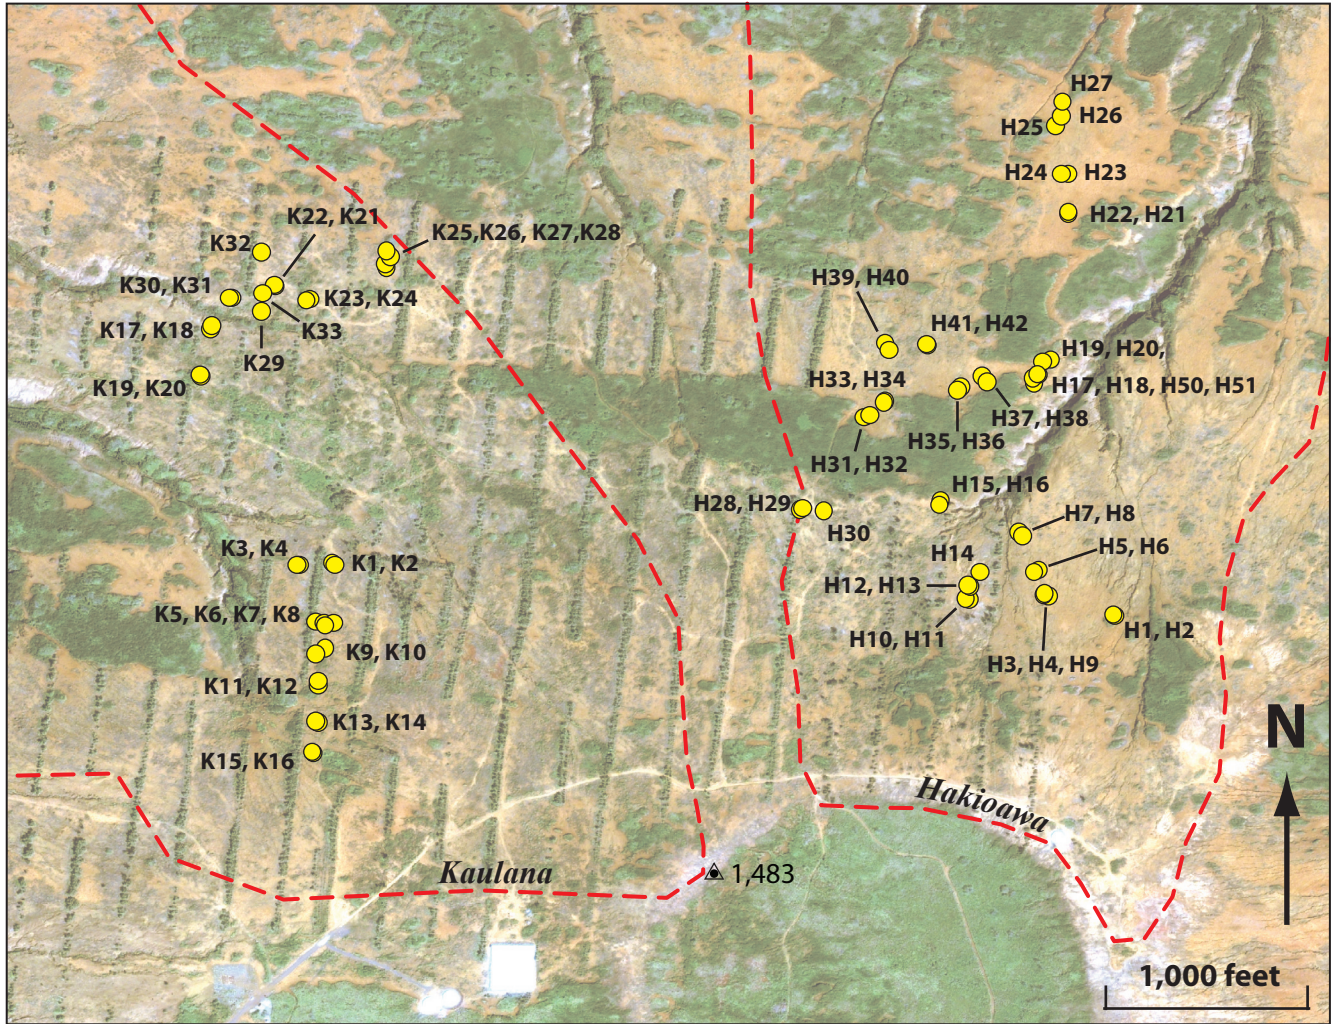 H27
H26
H25
H24 H23
H22, H21
K22, K21
K25,K26, K27,K28
K32
K30, K31
K23, K24
K17, K18
K33
K29
K19, K20
H39, H40
H41, H42
H19, H20,
H17, H18, H50, H51
H33, H34
H37, H38
H35, H36
H31, H32
H15, H16
H28, H29
H30
H7, H8
H5, H6
H14
H12, H13
H10, H11
H1, H2
H3, H4, H9
K3, K4
K1, K2
K5, K6, K7, K8
K9, K10
K11, K12
K13, K14
K15, K16
N
Hakioawa
Kaulana
1,483
1,000 feet